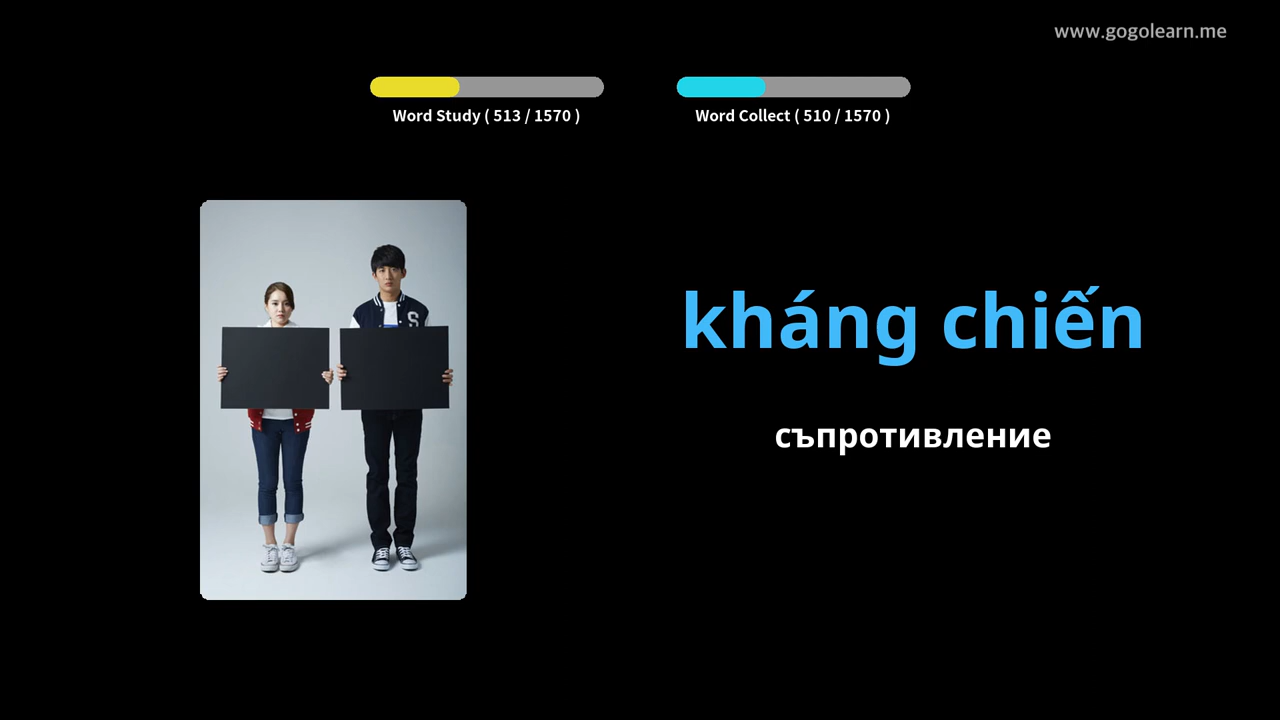 www.gogolearn.me
Word Study ( 513 / 1570 )
Word Collect ( 510 / 1570 )
S
kháng chiến
съпротивление